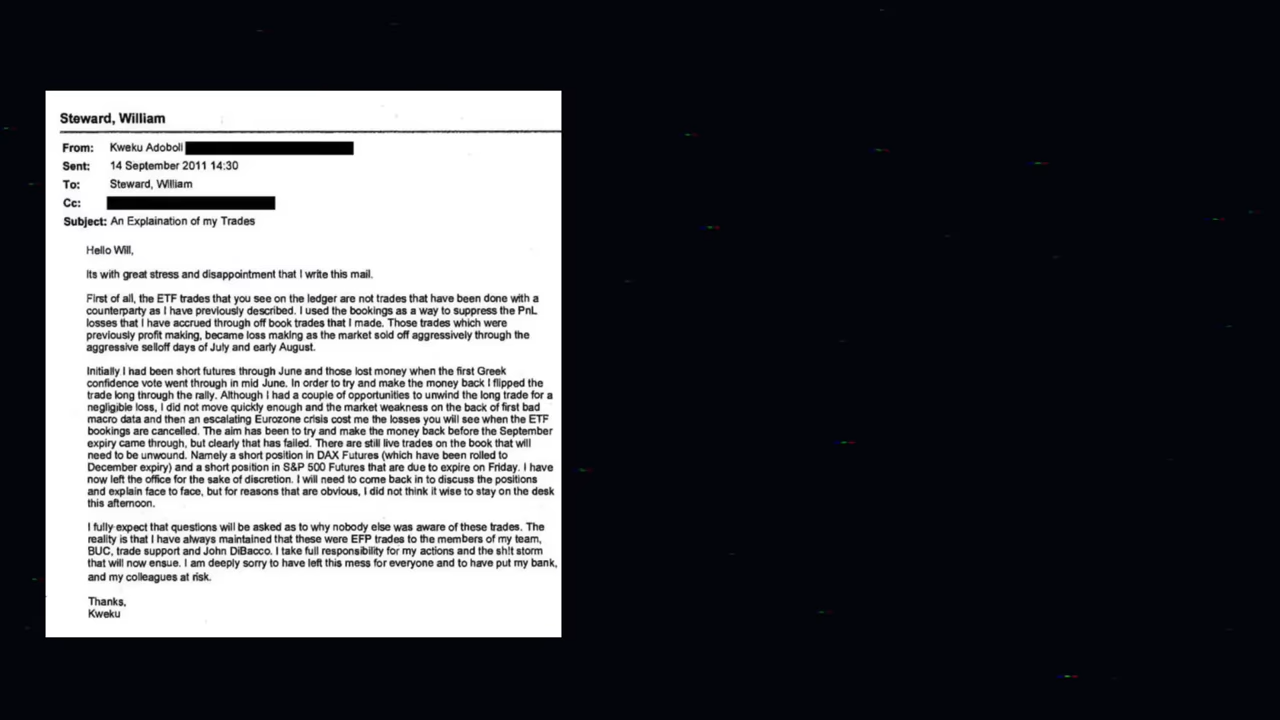 Steward, William
From: Kweku Adoboli
Sent: 14 September 2011 14:30
To: Steward, William
Cc:
Subject: An Explaination of my Trades
Hello Will,
Its with great stress and disappointment that I write this mail.
First of all, the ETF trades that you see on the ledger are not trades that have been done with a
counterparty as I have previously described. I used the bookings as a way to suppress the PnL
losses that I have accrued through off book trades that I made. Those trades which were
previously profit making, became loss making as the market sold off aggressively through the
aggressive selloff days of July and early August.
Initially I had been short futures through June and those lost money when the first Greek
confidence vote went through in mid June. In order to try and make the money back I flipped the
trade long through the rally. Although I had a couple of opportunities to unwind the long trade for a
negligible loss, I did not move quickly enough and the market weakness on the back of first bad
macro data and then an escalating Eurozone crisis cost me the losses you will see when the ETF
bookings are cancelled. The aim has been to try and make the money back before the September
expiry came through, but clearly that has failed. There are still live trades on the book that will
need to be unwound. Namely a short position in DAX Futures (which have been rolled to
December expiry) and a short position in S&P 500 Futures that are due to expire on Friday. I have
now left the office for the sake of discretion. I will need to come back in to discuss the positions
and explain face to face, but for reasons that are obvious, I did not think it wise to stay on the desk
this afternoon.
I fully expect that questions will be asked as to why nobody else was aware of these trades. The
reality is that I have always maintained that these were EFP trades to the members of my team,
BUC, trade support and John DiBacco. I take full responsibility for my actions and the sh!t storm
that will now ensue. I am deeply sorry to have left this mess for everyone and to have put my bank,
and my colleagues at risk.
Thanks,
Kweku